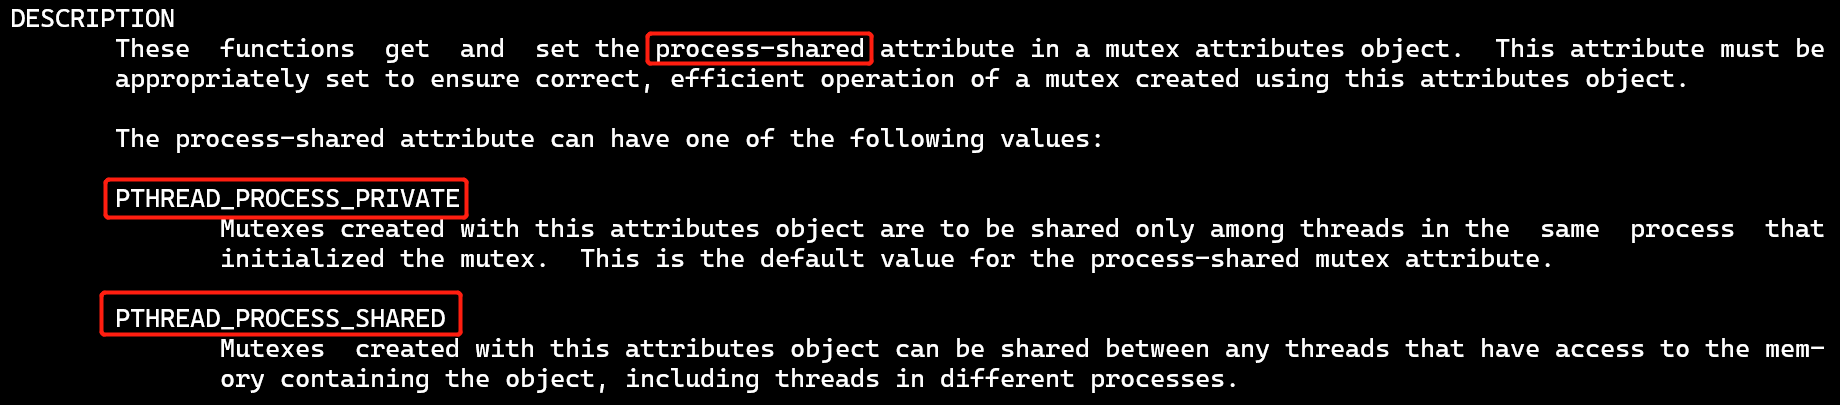 DESCRIPTION
These functions get and set the process-shared attribute in a mutex attributes object. This attribute must be
appropriately set to ensure correct, efficient operation of a mutex created using this attributes object.
The process-shared attribute can have one of the following values:
PTHREAD_PROCESS_PRIVATE
Mutexes created with this attributes object are to be shared only among threads in the same process that
initialized the mutex. This is the default value for the process-shared mutex attribute.
PTHREAD_PROCESS_SHARED
Mutexes created with this attributes object can be shared between any threads that have access to the mem-
ory containing the object, including threads in different processes.